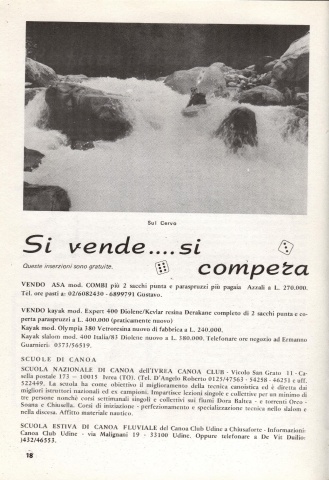 Sul Cervo
Si vende....si
Queste inserzioni sono gratuite.
compera
VENDO ASA mod. COMBI più 2 sacchi punta e paraspruzzi più pagaia Azzali a L. 270.000.
Tel. ore pasti a: 02/6082430 - 6899791 Gustavo.
VENDO kayak mod. Expert 400 Diolene/Kevlar resina Derakane completo di 2 sacchi punta e co-
perta paraspruzzi a L. 400.000 (praticamente nuovo)
Kayak mod. Olympia 380 Vetroresina nuovo di fabbrica a L. 240.000.
Kayak slalom mod. 400 Italia/83 Diolene nuovo a L. 380.000. Telefonare ore negozio ad Ermanno
Guarnieri: 0371/56519.
SCUOLE DI CANOA
SCUOLA NAZIONALE DI CANOA dell'IVREA CANOA CLUB - Vicolo San Grato 11 - Ca-
sella postale 173 - 10015 Ivrea (TO). (Tel. D'Angelo Roberto 0125/47563 - 54258 - 46251 e uff.
522449. La scuola ha come obiettivo il miglioramento della tecnica canoistica ed è diretta dai
migliori istruttori nazionali ed ex campioni. Impartisce lezioni singole e collettive per un minimo di
tre persone nonché corsi settimanali singoli e collettivi sui fiumi Dora Baltea - e torrenti Orco -
Soana e Chiusella. Corsi di iniziazione - perfezionamento e specializzazione tecnica nello slalom e
nella discesa. Affitto materiale nautico.
SCUOLA ESTIVA DI CANOA FLUVIALE del Canoa Club Udine a Chiusaforte - Informazioni:
Canoa Club Udine - via Malignani 19 - 33100 Udine. Oppure telefonare a De Vit Duilio:
)432/46553.
18